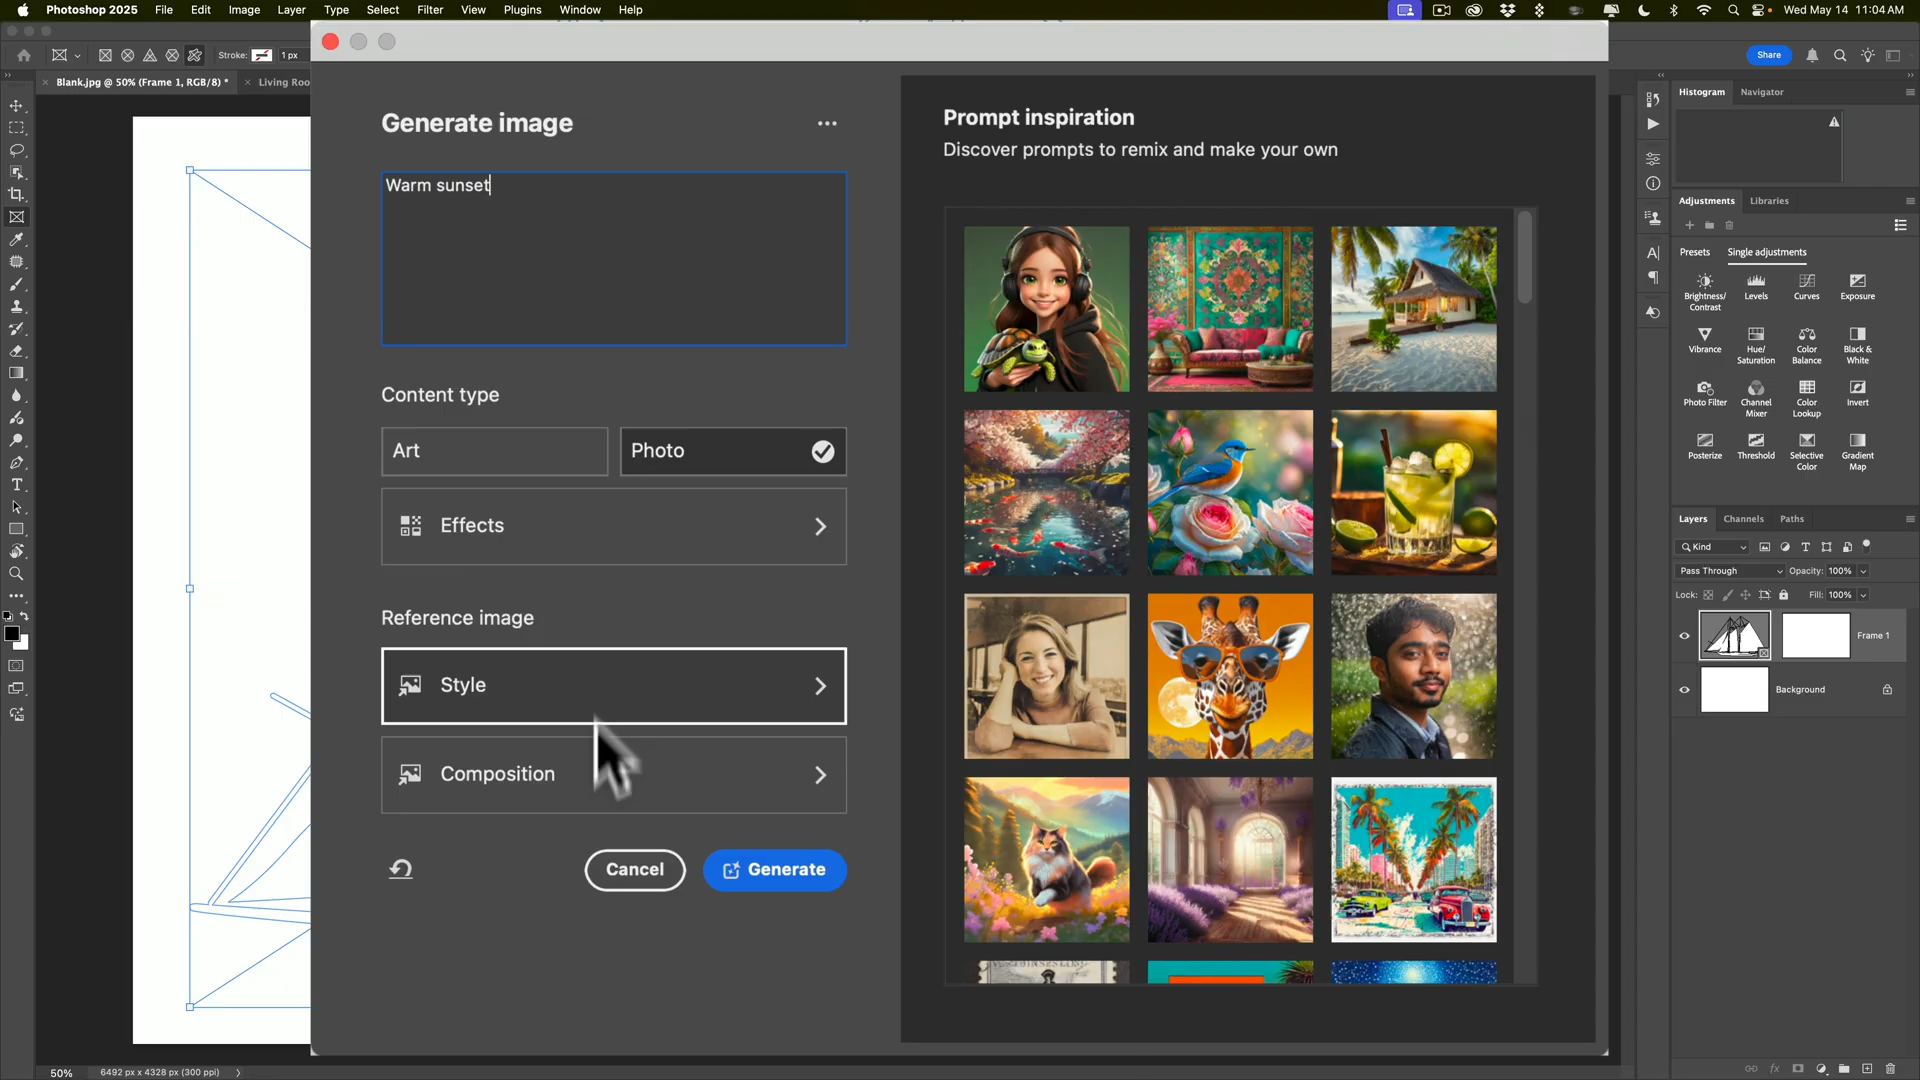 Photoshop 2025 File Edit Image Layer Type Select Filter View Plugins Window Help Wed May 14 11:04 AM
Stroke: 1 px Share
Blank.jpg @ 50% (Frame 1, RGB/8) * Living Roo
Generate image
Warm sunset
Content type
Art Photo
Effects
Reference image
Style
Composition
Cancel Generate
Prompt inspiration
Discover prompts to remix and make your own
Histogram Navigator
Adjustments Libraries
Presets Single adjustments
Brightness/
Contrast
Levels
Curves
Exposure
Vibrance
Hue/
Saturation
Color
Balance
Black &
White
Photo Filter
Channel
Mixer
Color
Lookup
Invert
Posterize
Threshold
Selective
Color
Gradient
Map
Layers Channels Paths
Kind
Pass Through Opacity: 100%
Lock: Fill: 100%
Frame 1
Background
50% 6492 px x 4328 px (300 ppi)